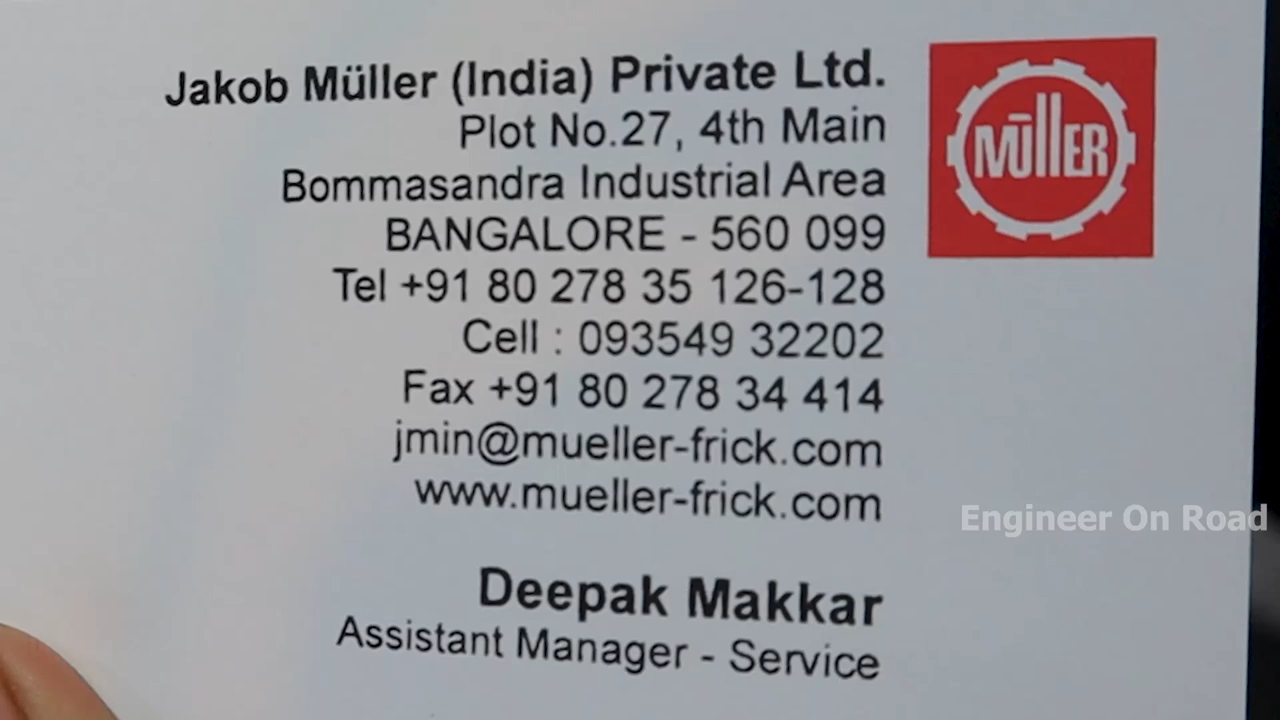 Jakob Müller (India) Private Ltd.
Plot No.27, 4th Main
Bommasandra Industrial Area
BANGALORE - 560 099
Tel +91 80 278 35 126-128
Cell : 093549 32202
Fax +91 80 278 34 414
jmin@mueller-frick.com
www.mueller-frick.com
Deepak Makkar
Assistant Manager - Service
MÜLLER
Engineer On Road